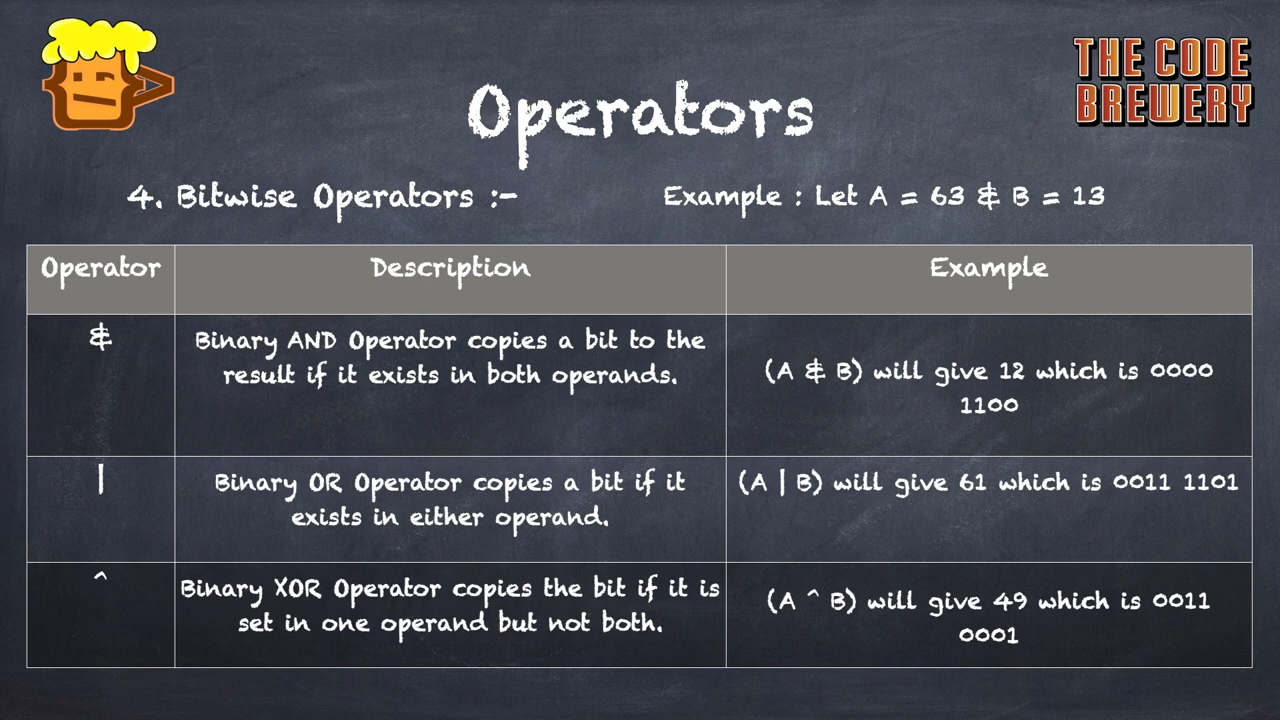 THE CODE
BREWERY
Operators
4. Bitwise Operators :-
Example : Let A = 63 & B = 13
Operator
Description
Example
&
Binary AND Operator copies a bit to the
result if it exists in both operands.
(A & B) will give 12 which is 0000
1100
|
Binary OR Operator copies a bit if it
exists in either operand.
(A | B) will give 61 which is 0011 1101
^
Binary XOR Operator copies the bit if it is
set in one operand but not both.
(A ^ B) will give 49 which is 0011
0001